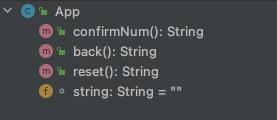 C App
m confirmNum(): String
m back(): String
m reset(): String
f string: String = ""